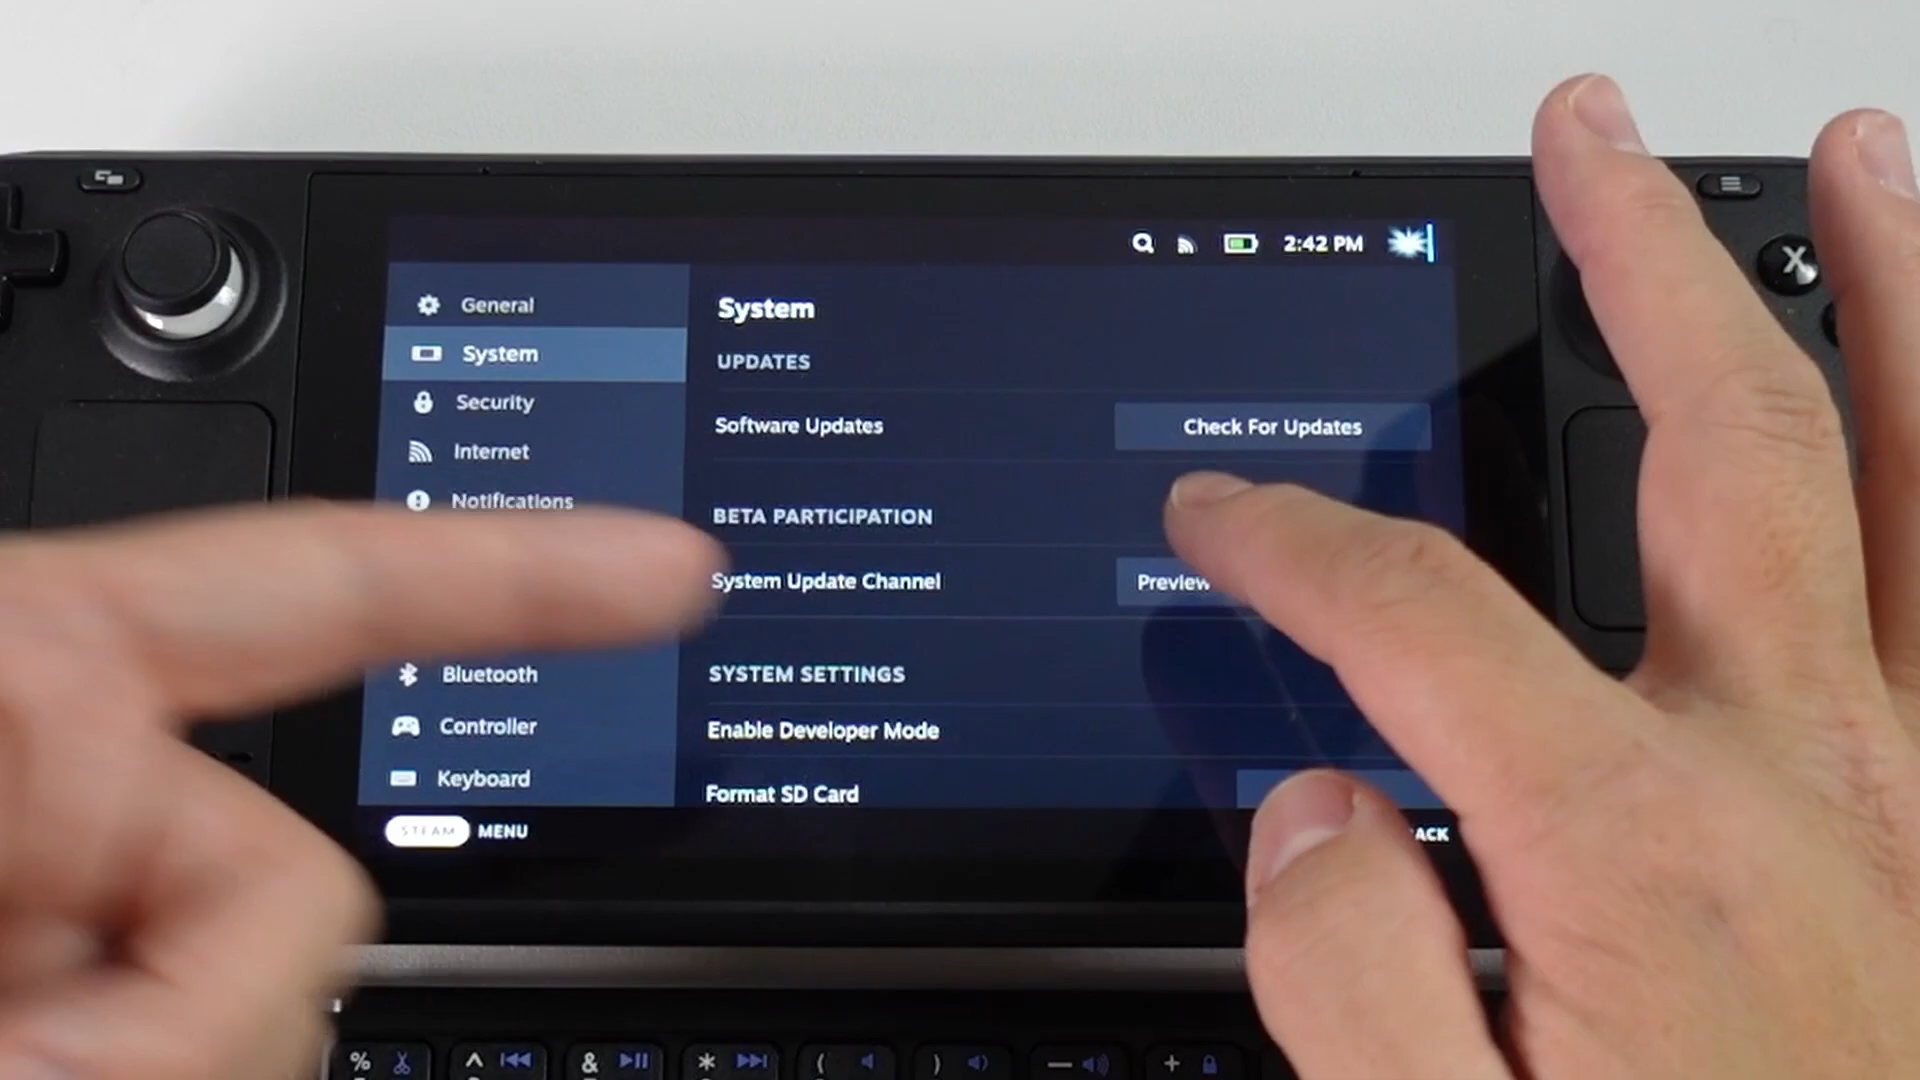 2:42 PM
General
System
Security
Internet
Notifications
Bluetooth
Controller
Keyboard
System
UPDATES
Software Updates
Check For Updates
BETA PARTICIPATION
System Update Channel
Preview
SYSTEM SETTINGS
Enable Developer Mode
Format SD Card
STEAM MENU
ACK
X
% ^ & * ( ) — +